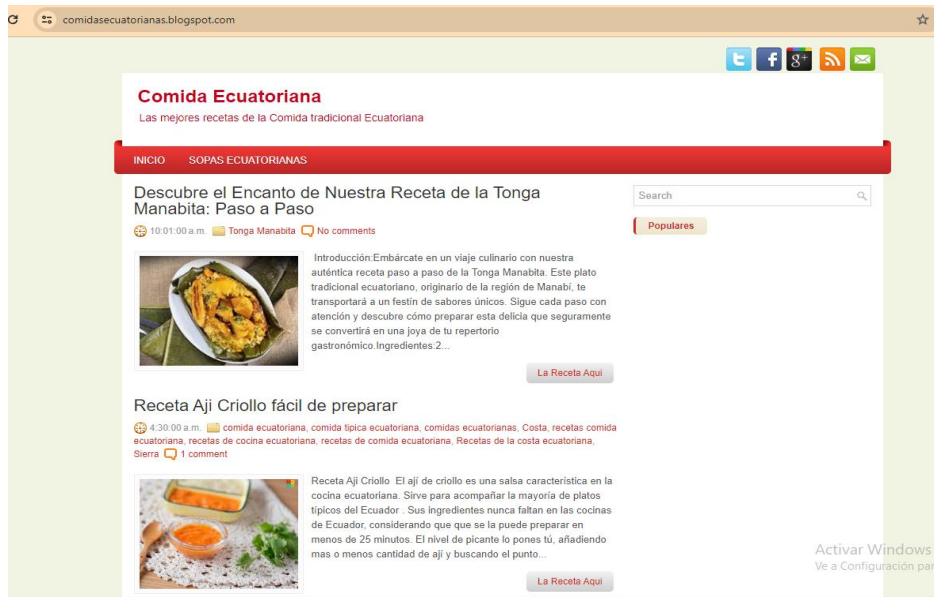 comidasecuatorianas.blogspot.com
Comida Ecuatoriana
Las mejores recetas de la Comida tradicional Ecuatoriana
INICIO SOPAS ECUATORIANAS
Descubre el Encanto de Nuestra Receta de la Tonga
Manabita: Paso a Paso
10:01:00 a.m. Tonga Manabita No comments
Introducción:Embárcate en un viaje culinario con nuestra
auténtica receta paso a paso de la Tonga Manabita. Este plato
tradicional ecuatoriano, originario de la región de Manabí, te
transportará a un festín de sabores únicos. Sigue cada paso con
atención y descubre cómo preparar esta delicia que seguramente
se convertirá en una joya de tu repertorio
gastronómico.Ingredientes:2...
La Receta Aqui
Search
Populares
Receta Aji Criollo fácil de preparar
4:30:00 a.m. comida ecuatoriana, comida tipica ecuatoriana, comidas ecuatorianas, Costa, recetas comida
ecuatoriana, recetas de cocina ecuatoriana, recetas de comida ecuatoriana, Recetas de la costa ecuatoriana,
Sierra 1 comment
Receta Aji Criollo El ají de criollo es una salsa característica en la
cocina ecuatoriana. Sirve para acompañar la mayoría de platos
típicos del Ecuador . Sus ingredientes nunca faltan en las cocinas
de Ecuador, considerando que que se la puede preparar en
menos de 25 minutos. El nivel de picante lo pones tú, añadiendo
mas o menos cantidad de ají y buscando el punto...
La Receta Aqui
Activar Windows
Ve a Configuración par